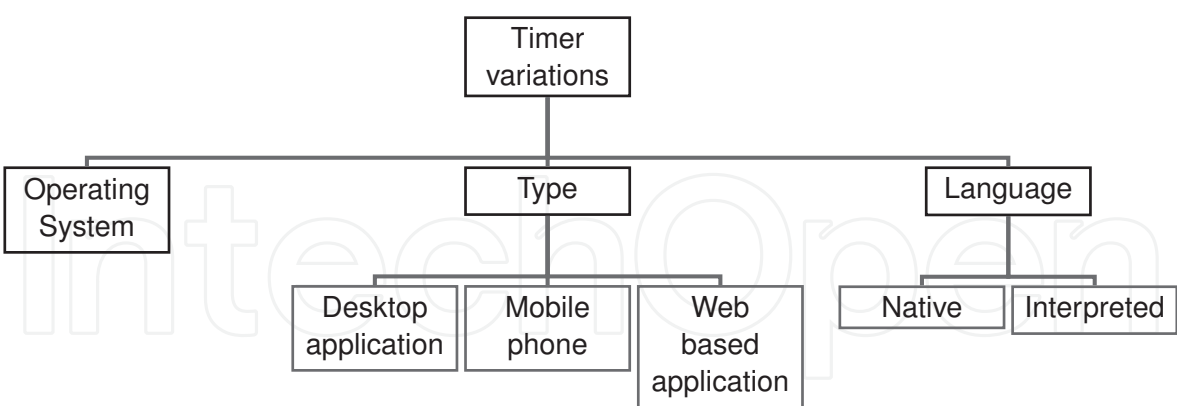 Timer
variations
Operating
System
Type
Language
Desktop
application
Mobile
phone
Web
based
application
Native
Interpreted
IntechOpen